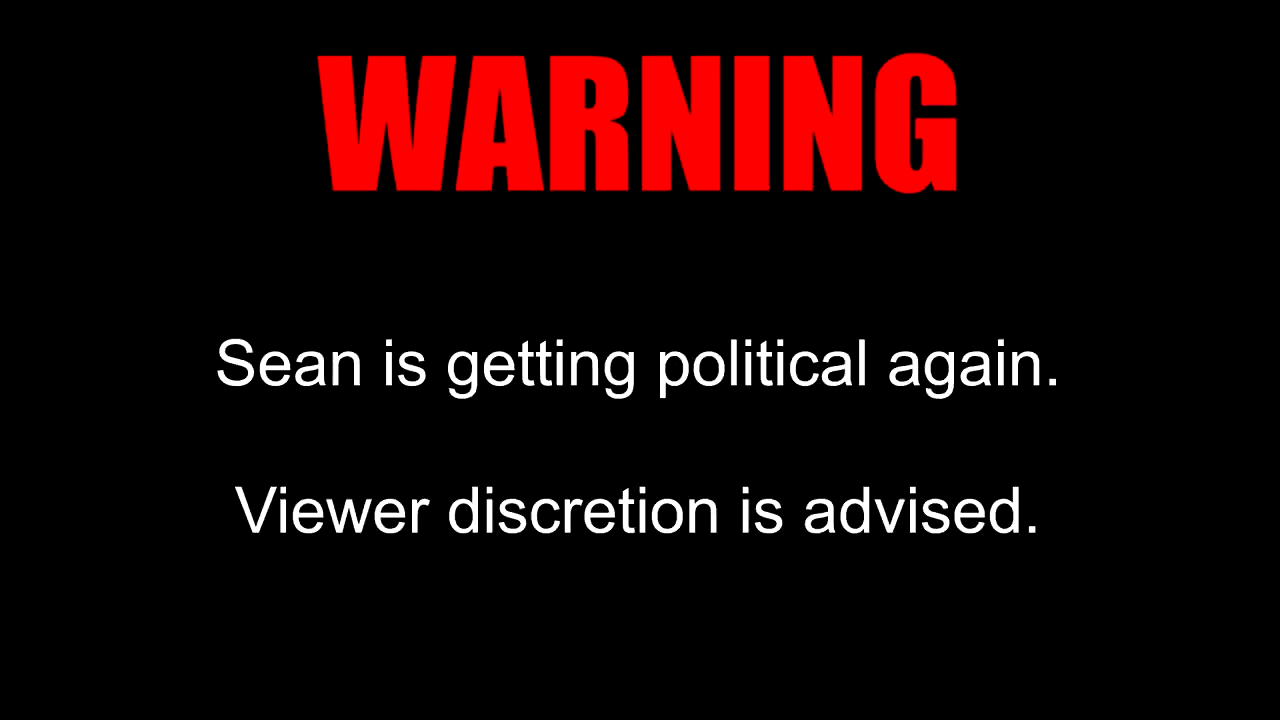 WARNING
Sean is getting political again.
Viewer discretion is advised.